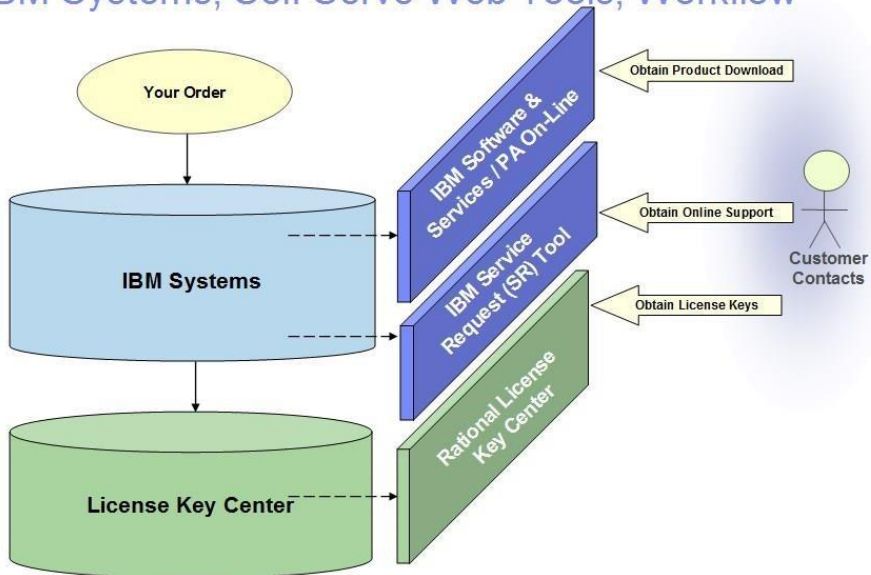 Systems, Self Serve Web Tools, Workflow
Your Order
IBM Systems
License Key Center
IBM Software &
Services / PA On-Line
IBM Service
Request (SR) Tool
Rational License
Key Center
Obtain Product Download
Obtain Online Support
Obtain License Keys
Customer
Contacts